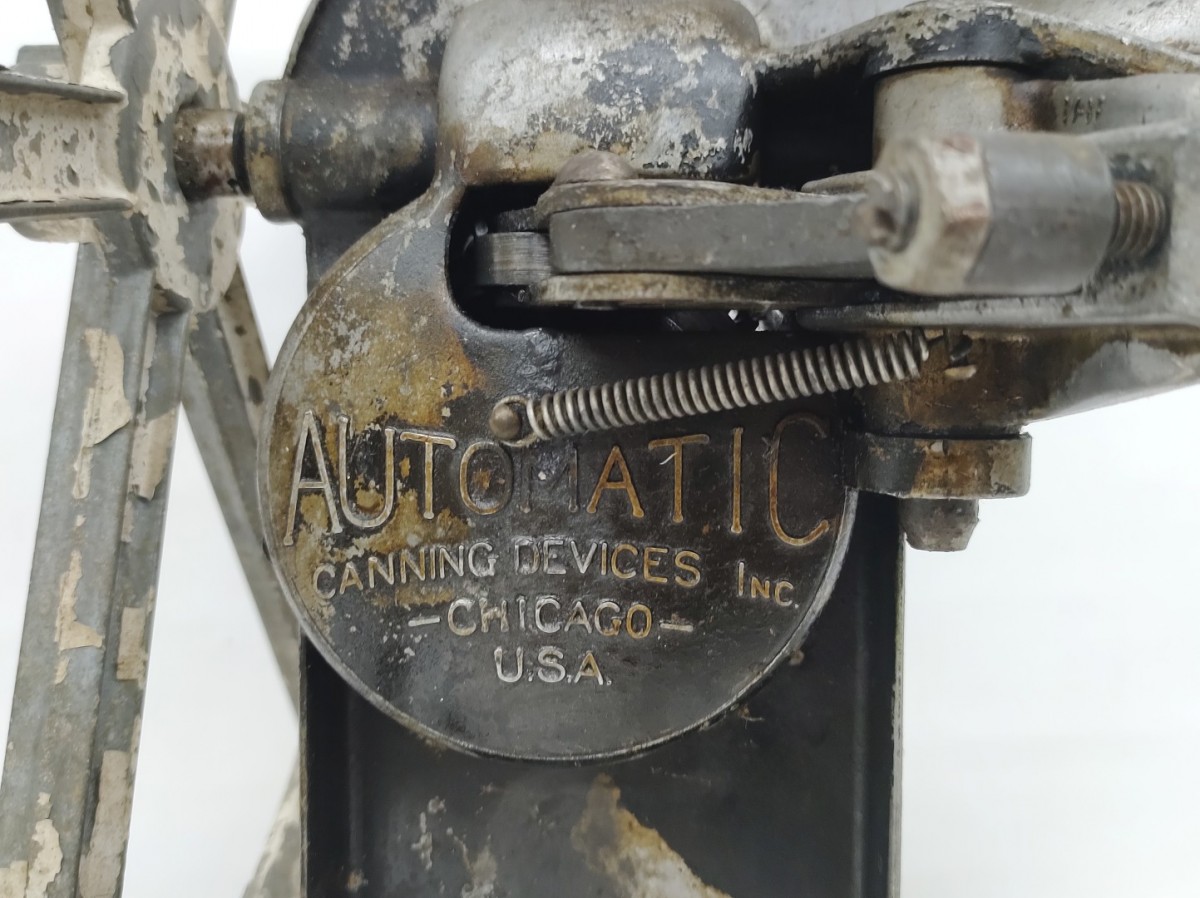 AUTOMATIC
CANNING DEVICES INC.
-CHICAGO-
U.S.A.